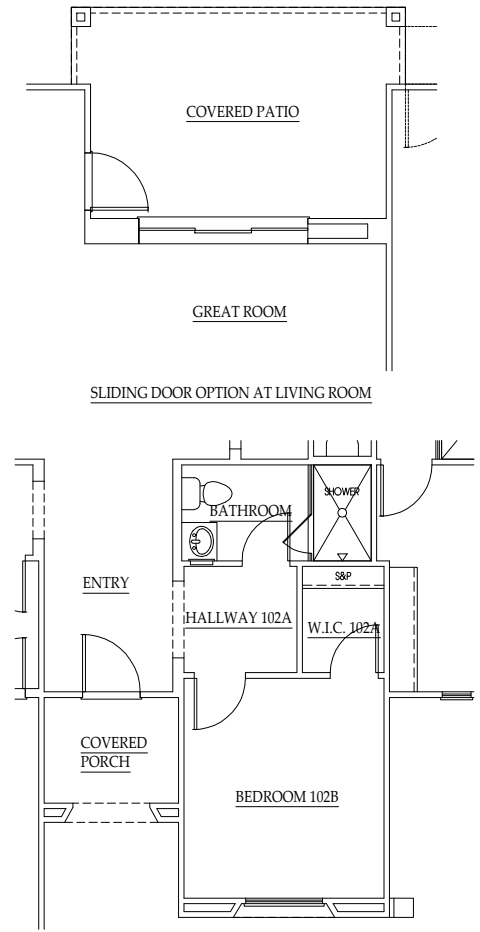 COVERED PATIO
GREAT ROOM
SLIDING DOOR OPTION AT LIVING ROOM
SHOWER
BATHROOM
S&P
ENTRY
HALLWAY 102A
W.I.C. 102A
COVERED
PORCH
BEDROOM 102B